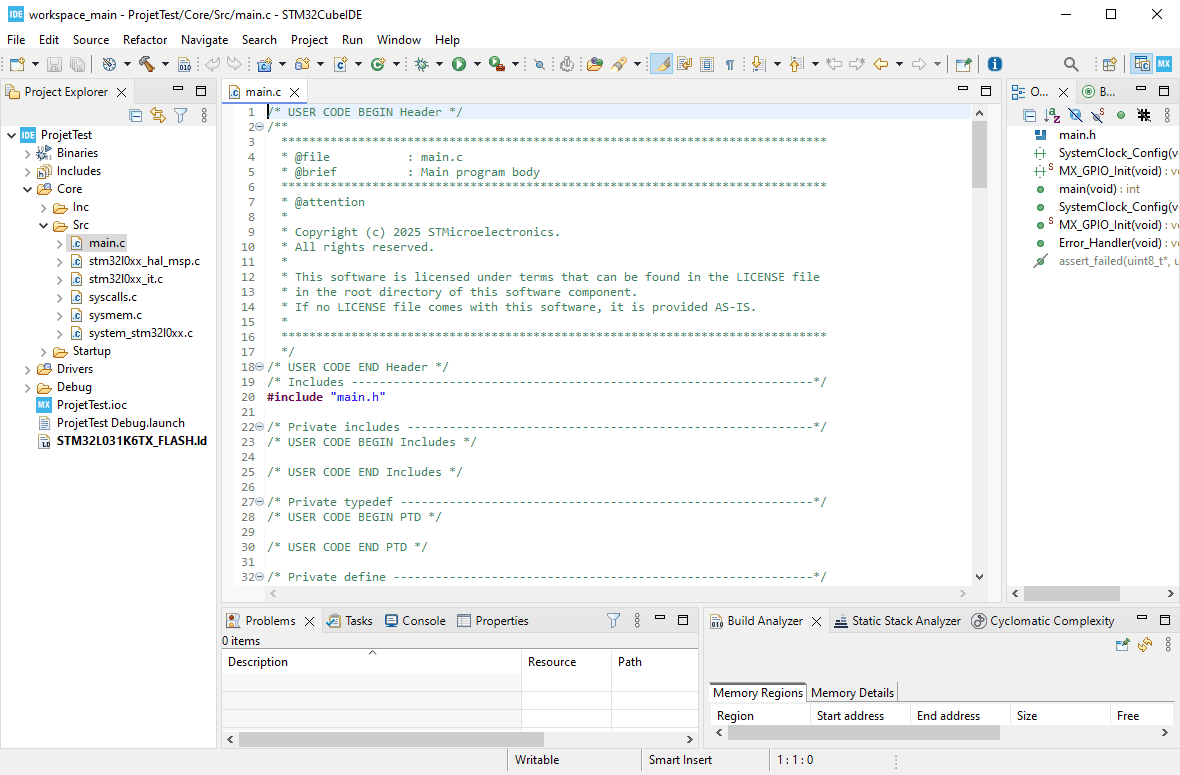 IDE workspace_main - ProjetTest/Core/Src/main.c - STM32CubeIDE
File Edit Source Refactor Navigate Search Project Run Window Help
MX
Project Explorer
IDE ProjetTest
Binaries
Includes
Core
Inc
Src
main.c
stm32l0xx_hal_msp.c
stm32l0xx_it.c
syscalls.c
sysmem.c
system_stm32l0xx.c
Startup
Drivers
Debug
MX ProjetTest.ioc
ProjetTest Debug.launch
STM32L031K6TX_FLASH.ld
main.c
1 /* USER CODE BEGIN Header */
2 /**
3 ******************************************************************************
4 * @file : main.c
5 * @brief : Main program body
6 ******************************************************************************
7 * @attention
8 *
9 * Copyright (c) 2025 STMicroelectronics.
10 * All rights reserved.
11 *
12 * This software is licensed under terms that can be found in the LICENSE file
13 * in the root directory of this software component.
14 * If no LICENSE file comes with this software, it is provided AS-IS.
15 *
16 ******************************************************************************
17 */
18 /* USER CODE END Header */
19 /* Includes ------------------------------------------------------------------*/
20 #include "main.h"
21
22 /* Private includes ----------------------------------------------------------*/
23 /* USER CODE BEGIN Includes */
24
25 /* USER CODE END Includes */
26
27 /* Private typedef -----------------------------------------------------------*/
28 /* USER CODE BEGIN PTD */
29
30 /* USER CODE END PTD */
31
32 /* Private define ------------------------------------------------------------*/
O...
B...
main.h
SystemClock_Config(v
MX_GPIO_Init(void) : v
main(void) : int
SystemClock_Config(v
MX_GPIO_Init(void) : v
Error_Handler(void) : v
assert_failed(uint8_t*, u
Problems Tasks Console Properties
0 items
Description Resource Path
Build Analyzer Static Stack Analyzer Cyclomatic Complexity
Memory Regions Memory Details
Region Start address End address Size Free
Writable Smart Insert 1 : 1 : 0